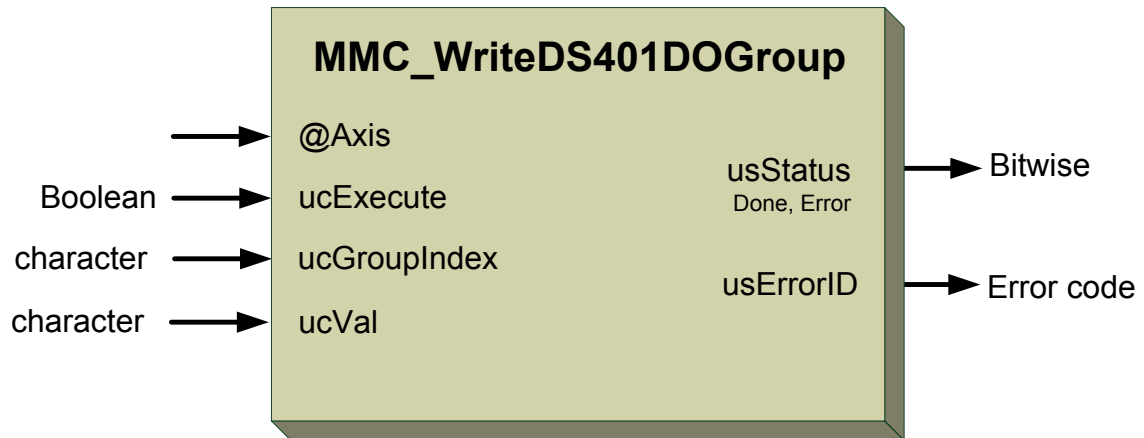 MMC_WriteDS401DOGroup
@Axis
Boolean
ucExecute
character
ucGroupIndex
character
ucVal
usStatus
Done, Error
Bitwise
usErrorID
Error code